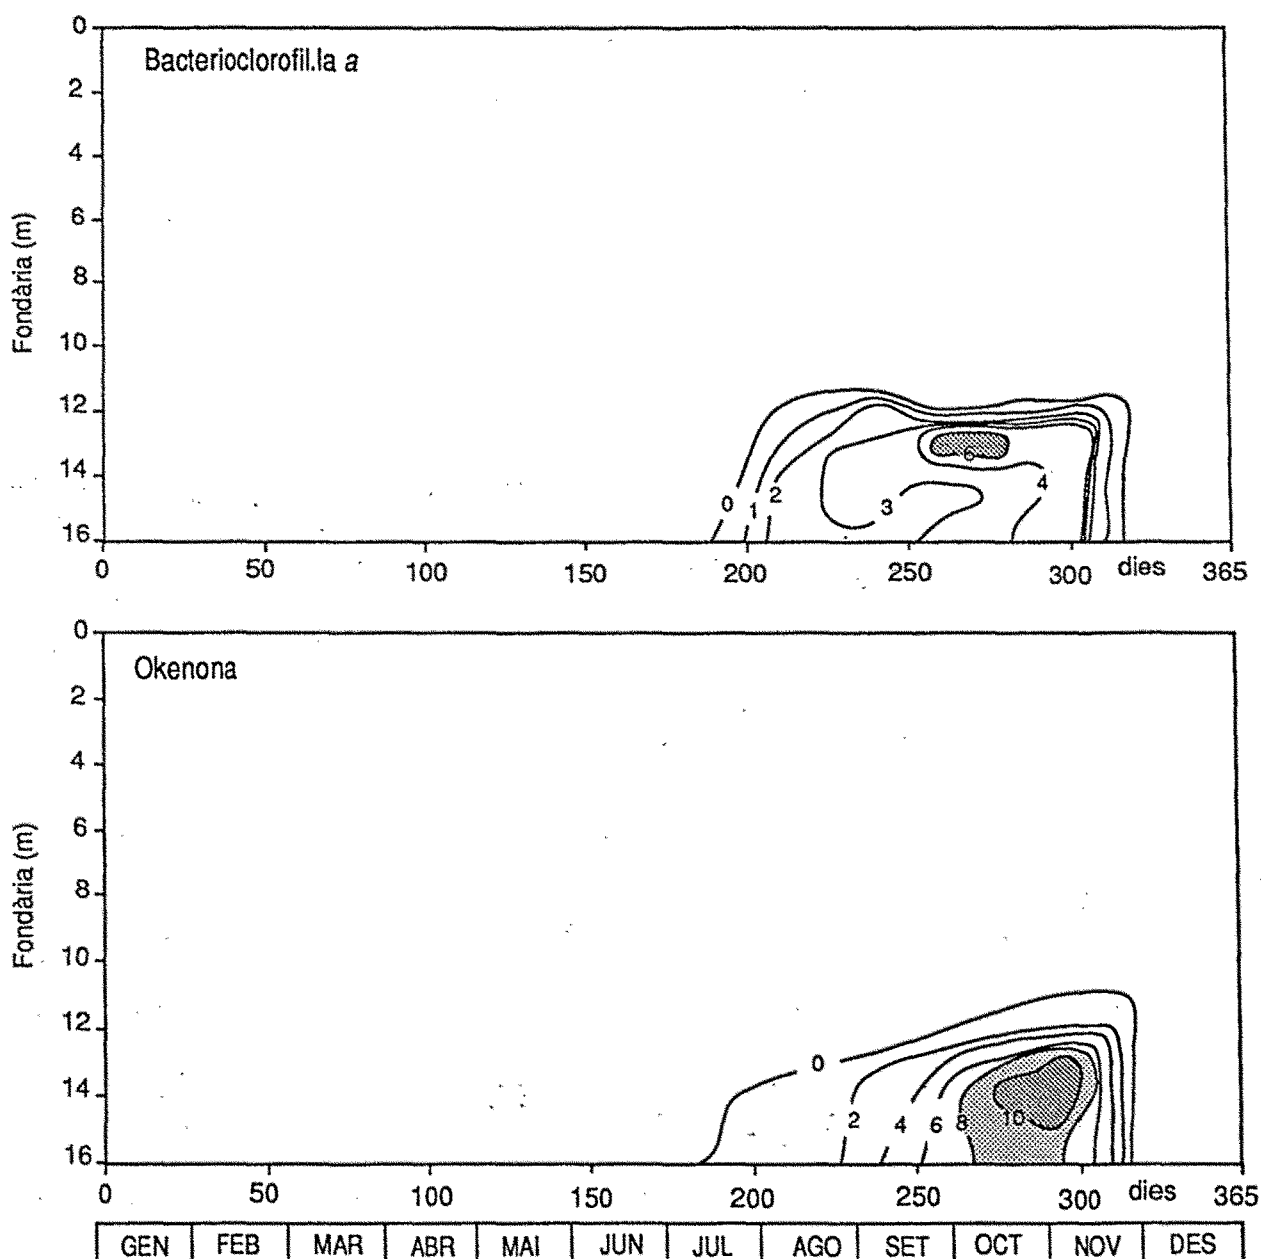 0
Bacterioclorofil.la a
2
4
6
8
10
12
14
16
Fondària (m)
0 1 2 3 4 6
0 50 100 150 200 250 300 dies 365
0
Okenona
2
4
6
8
10
12
14
16
Fondària (m)
0
2 4 6 8 10
0 50 100 150 200 250 300 dies 365
GEN FEB MAR ABR MAI JUN JUL AGO SET OCT NOV DES